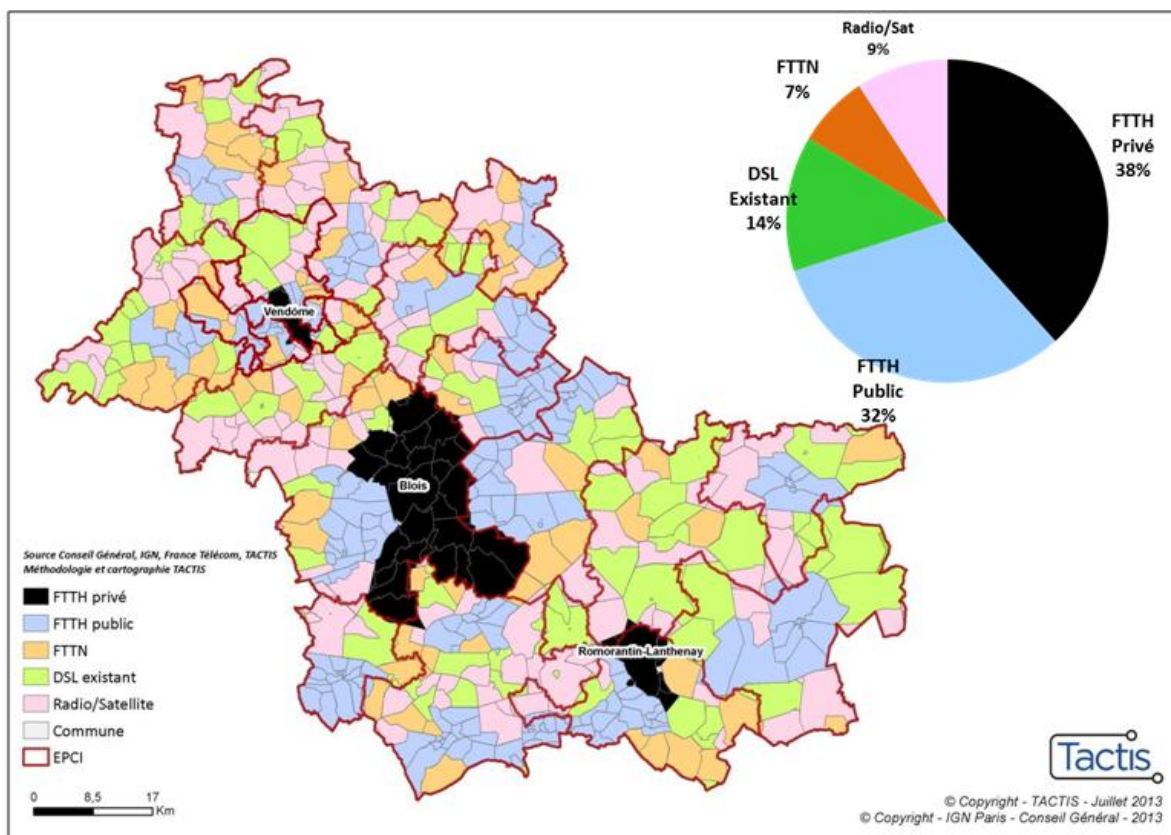 Radio/Sat
9%
FTTN
7%
FTTH
Privé
38%
DSL
Existant
14%
FTTH
Public
32%
Vendôme
Blois
Romorantin-Lanthenay
Source Conseil Général, IGN, France Télécom, TACTIS
Méthodologie et cartographie TACTIS
FTTH privé
FTTH public
FTTN
DSL existant
Radio/Satellite
Commune
EPCI
0 8,5 17
Km
Tactis
© Copyright - TACTIS - Juillet 2013
© Copyright - IGN Paris - Conseil Général - 2013